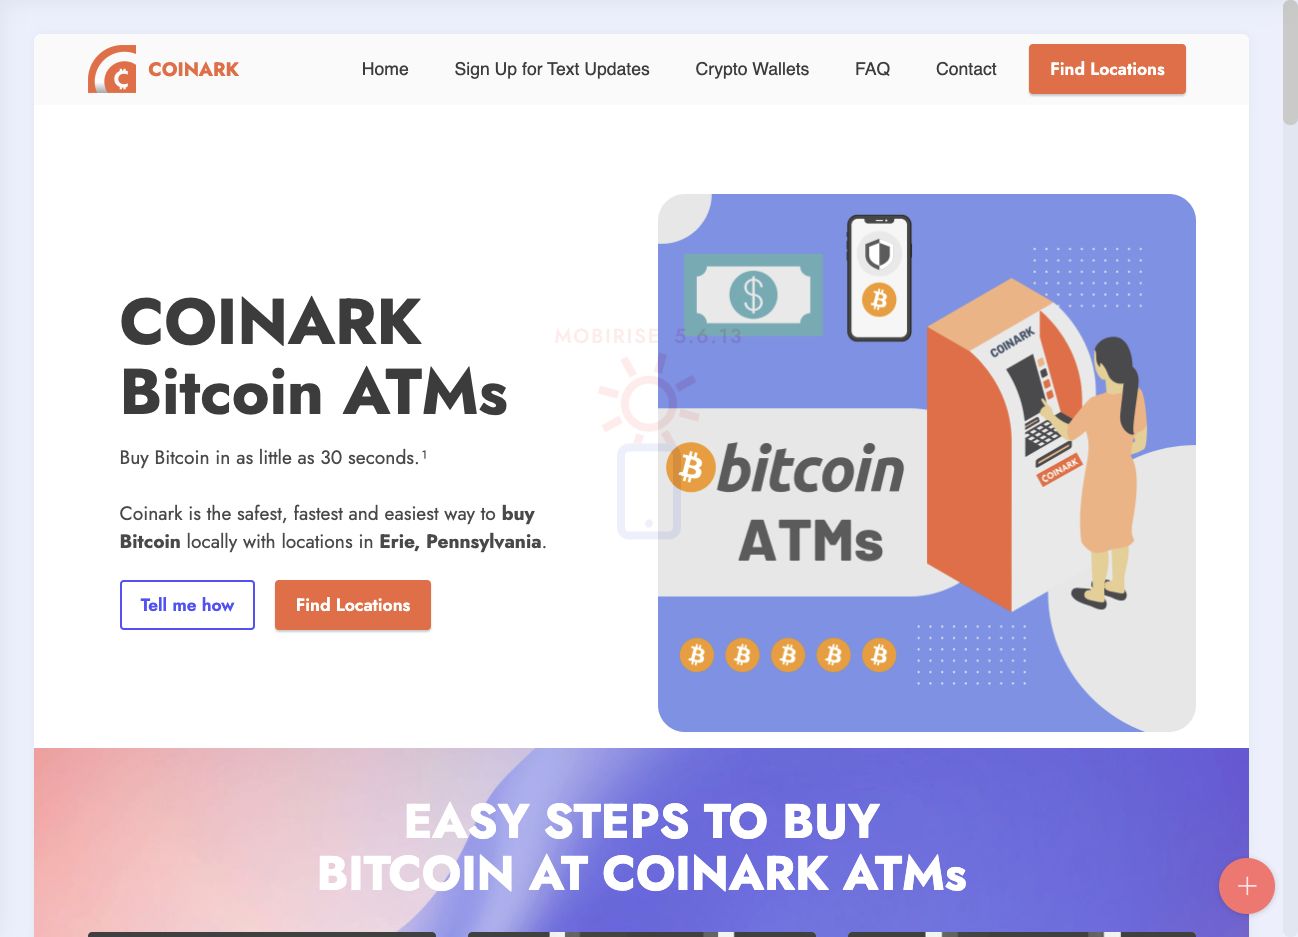 COINARK
Home
Sign Up for Text Updates
Crypto Wallets
FAQ
Contact
Find Locations
COINARK
Bitcoin ATMs
Buy Bitcoin in as little as 30 seconds.¹
Coinark is the safest, fastest and easiest way to buy
Bitcoin locally with locations in Erie, Pennsylvania.
Tell me how
Find Locations
MOBIRISE 5.6.13
COINARK
COINARK
bitcoin
ATMs
EASY STEPS TO BUY
BITCOIN AT COINARK ATMs